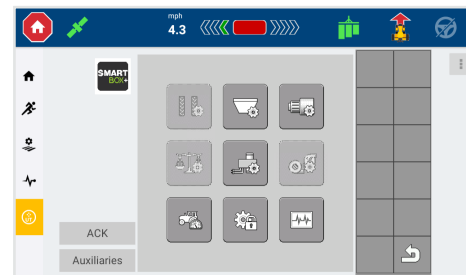 mph
4.3
SMART
BOX+
ACK
Auxiliaries